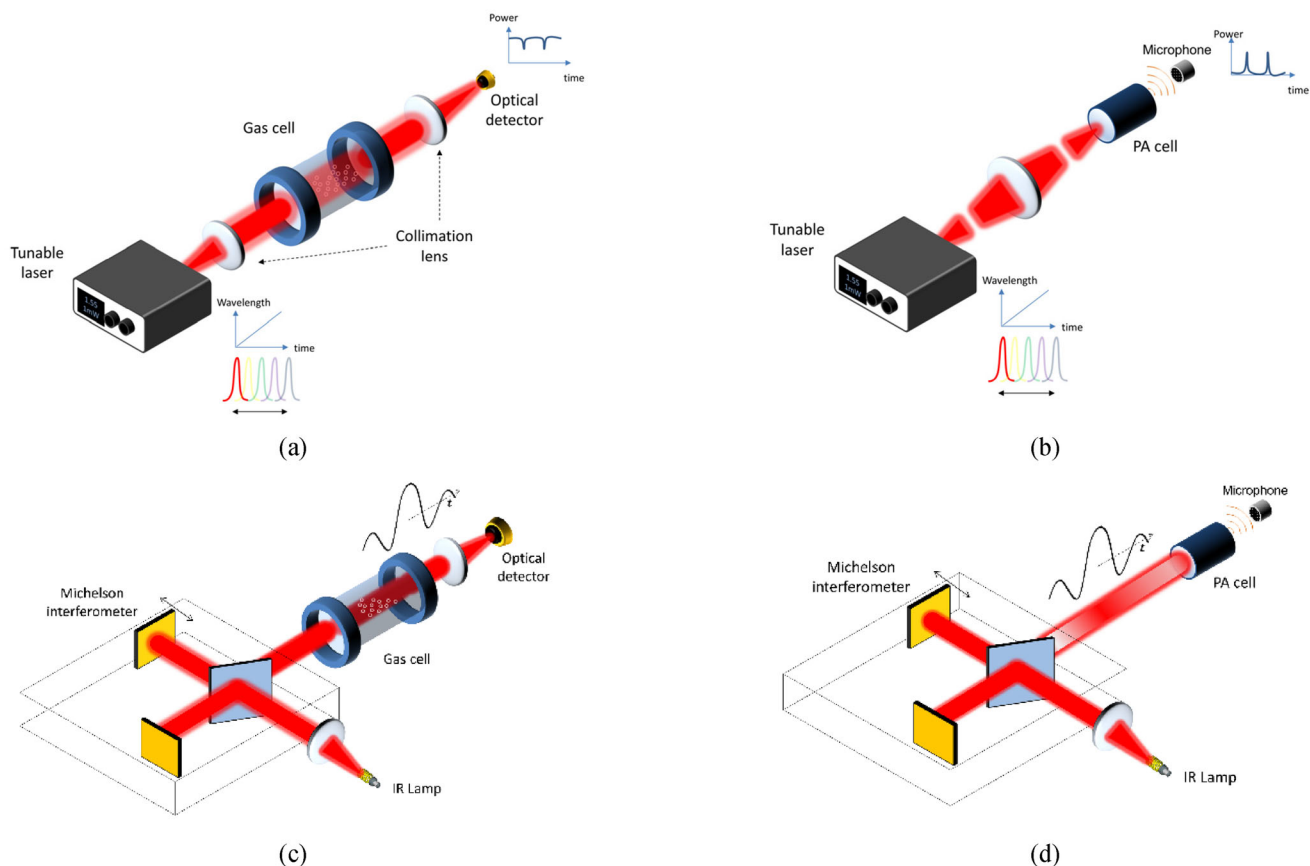 Power
time
Optical
detector
Gas cell
Collimation
lens
Tunable
laser
1.55
1mW
Wavelength
time
(a)
Power
Microphone
time
PA cell
Tunable
laser
1.55
1mW
Wavelength
time
(b)
t
Optical
detector
Michelson
interferometer
Gas cell
IR Lamp
(c)
Microphone
t
Michelson
interferometer
PA cell
IR Lamp
(d)